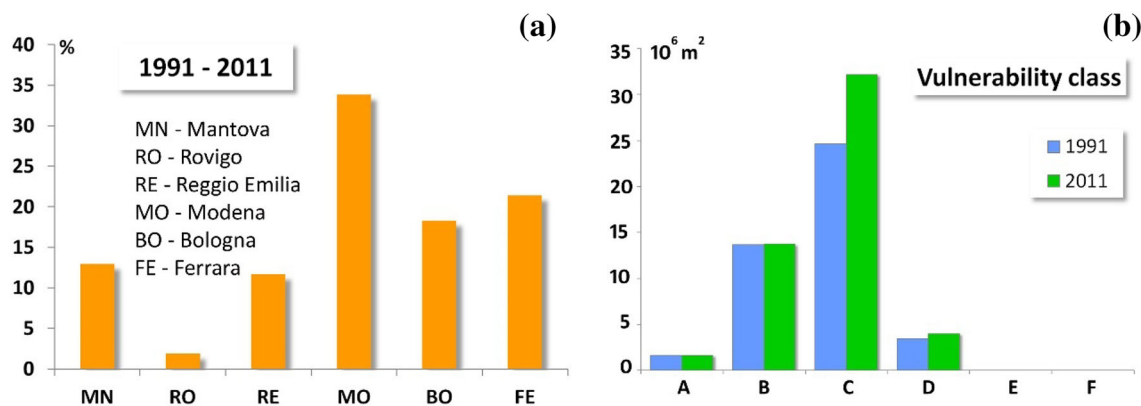 (a)
%
40
35
30
25
20
15
10
5
0
1991 - 2011
MN - Mantova
RO - Rovigo
RE - Reggio Emilia
MO - Modena
BO - Bologna
FE - Ferrara
MN RO RE MO BO FE
(b)
10⁶ m²
35
30
25
20
15
10
5
0
Vulnerability class
1991
2011
A B C D E F